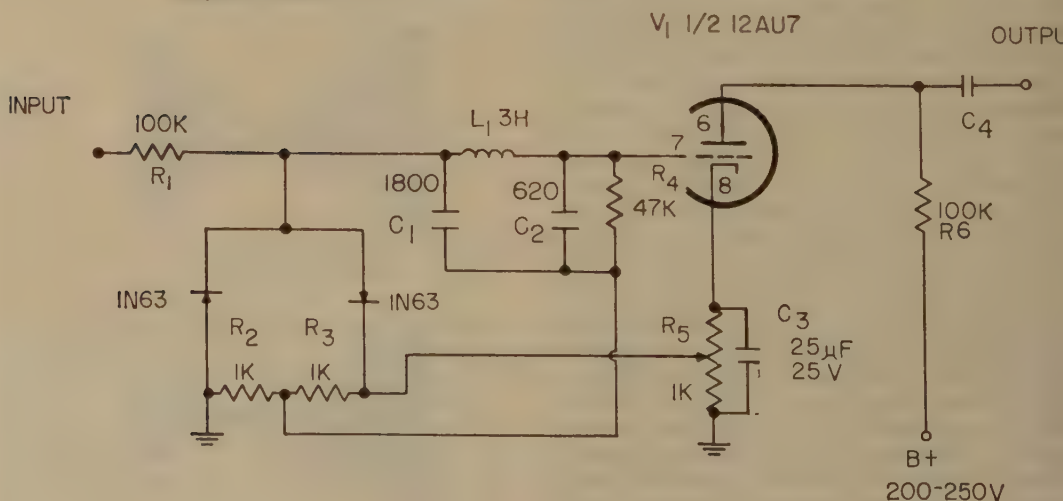 V1 1/2 12AU7
OUTPU
INPUT
100K
R1
L1 3H
C4
6
7
8
R4
1800
C1
620
C2
47K
100K
R6
1N63
1N63
R2
R3
1K
1K
R5
1K
C3
25µF
25V
B+
200-250V